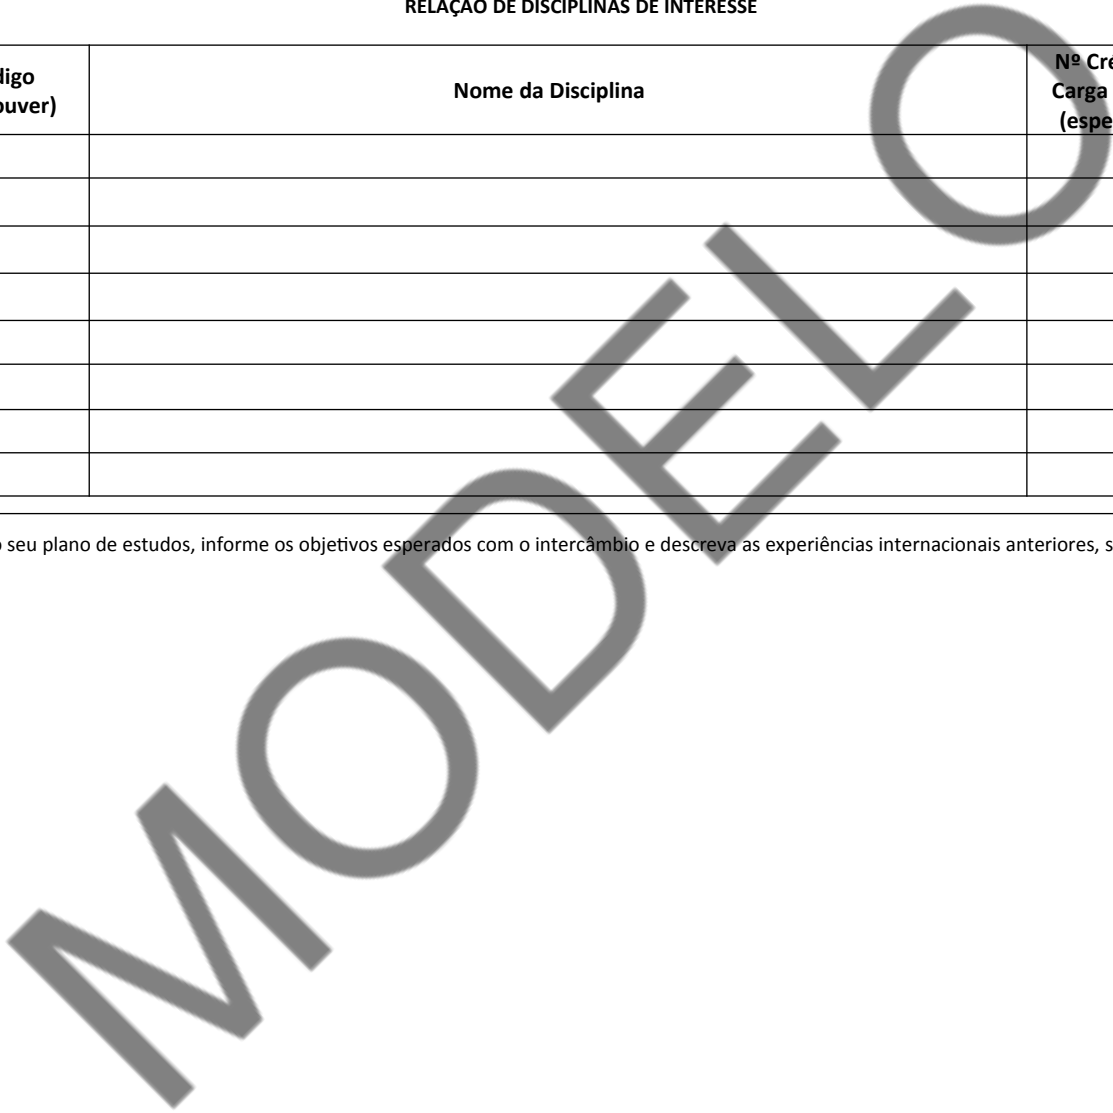 RELAÇÃO DE DISCIPLINAS DE INTERESSE
digo
ouver)
Nome da Disciplina
Nº Cré
Carga
(espe
o seu plano de estudos, informe os objetivos esperados com o intercâmbio e descreva as experiências internacionais anteriores, s
MODELO